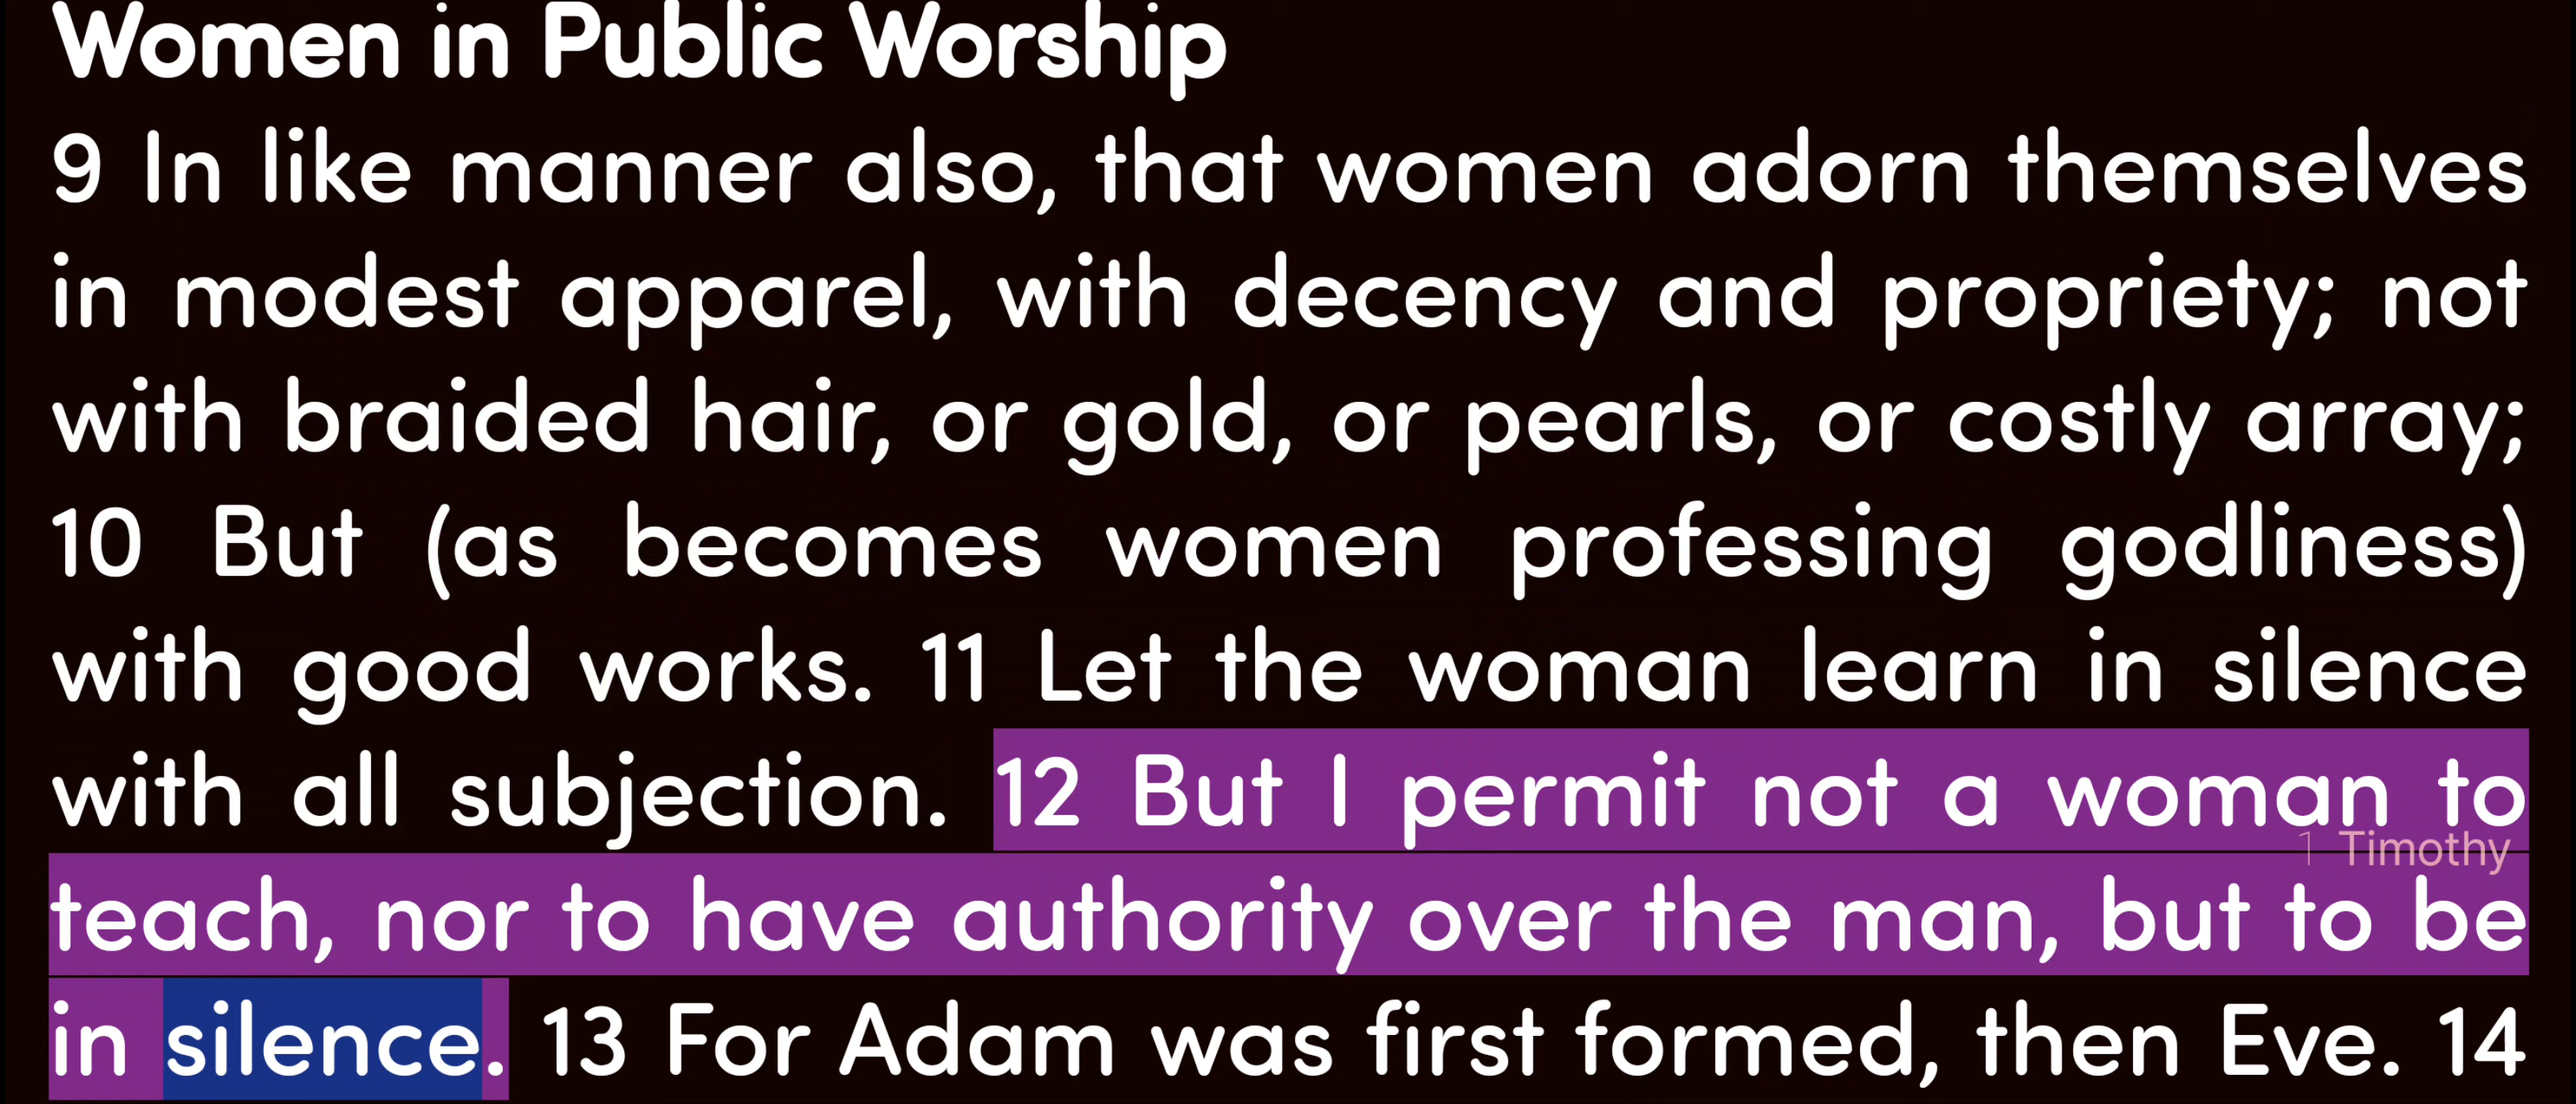 Women in Public Worship
9 In like manner also, that women adorn themselves
in modest apparel, with decency and propriety; not
with braided hair, or gold, or pearls, or costly array;
10 But (as becomes women professing godliness)
with good works. 11 Let the woman learn in silence
with all subjection. 12 But I permit not a woman to
1 Timothy
teach, nor to have authority over the man, but to be
in silence. 13 For Adam was first formed, then Eve. 14